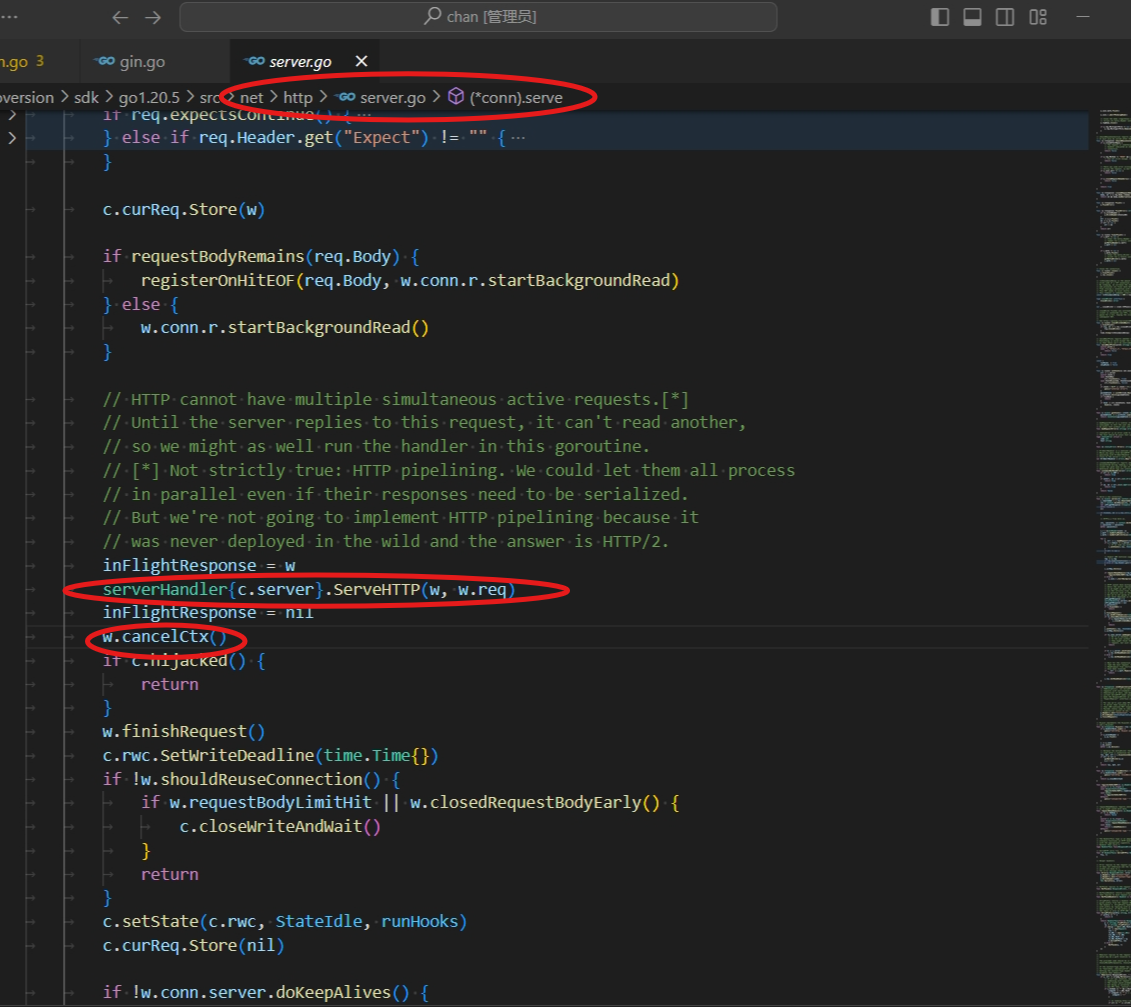 chan [管理员]
n.go 3 gin.go server.go
oversion > sdk > go1.20.5 > src > net > http > server.go > (*conn).serve
if req.expectsContinue() { ⋯
} else if req.Header.get("Expect") != "" { ⋯
}
c.curReq.Store(w)
if requestBodyRemains(req.Body) {
registerOnHitEOF(req.Body, w.conn.r.startBackgroundRead)
} else {
w.conn.r.startBackgroundRead()
}
// HTTP cannot have multiple simultaneous active requests.[*]
// Until the server replies to this request, it can't read another,
// so we might as well run the handler in this goroutine.
// [*] Not strictly true: HTTP pipelining. We could let them all process
// in parallel even if their responses need to be serialized.
// But we're not going to implement HTTP pipelining because it
// was never deployed in the wild and the answer is HTTP/2.
inFlightResponse = w
serverHandler{c.server}.ServeHTTP(w, w.req)
inFlightResponse = nil
w.cancelCtx()
if c.hijacked() {
return
}
w.finishRequest()
c.rwc.SetWriteDeadline(time.Time{})
if !w.shouldReuseConnection() {
if w.requestBodyLimitHit || w.closedRequestBodyEarly() {
c.closeWriteAndWait()
}
return
}
c.setState(c.rwc, StateIdle, runHooks)
c.curReq.Store(nil)
if !w.conn.server.doKeepAlives() {